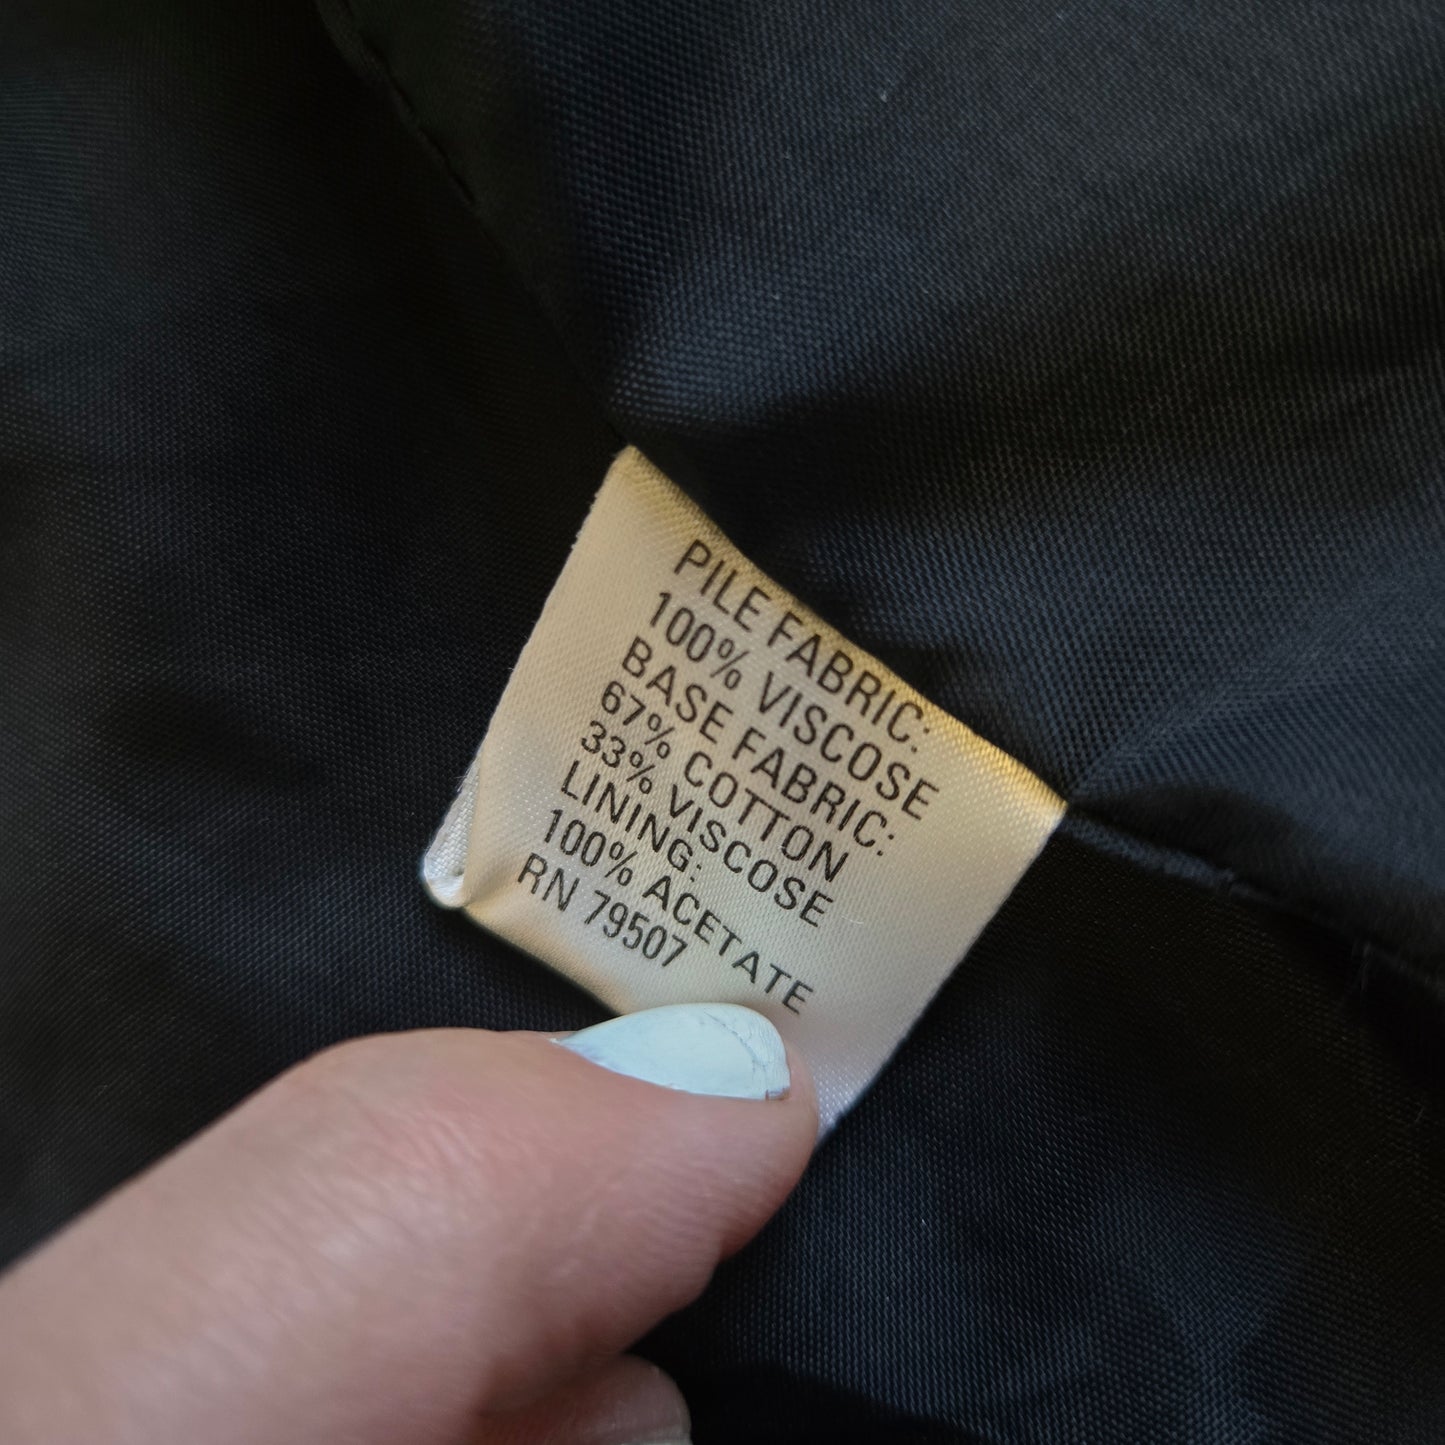 PILE FABRIC:
100% VISCOSE
BASE FABRIC:
67% COTTON
33% VISCOSE
LINING:
100% ACETATE
RN 79507